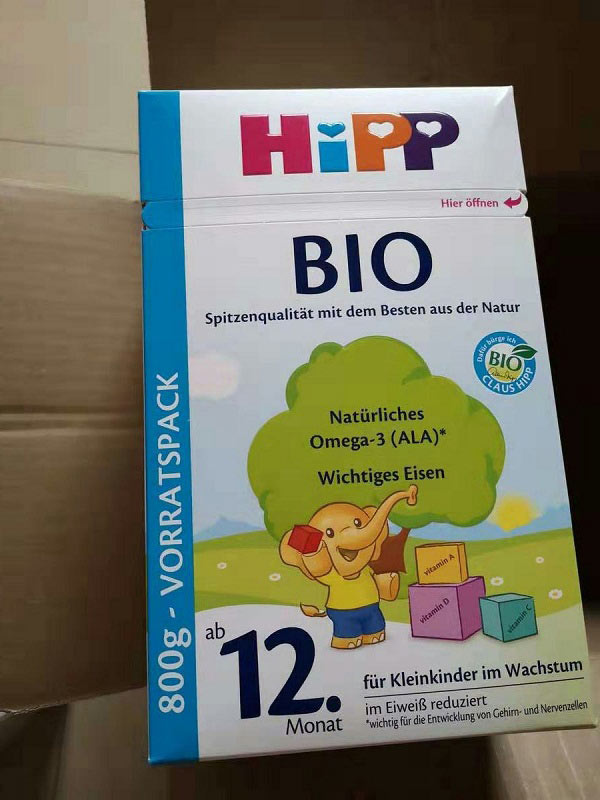 HiPP
Hier öffnen
BIO
Spitzenqualität mit dem Besten aus der Natur
Dafür bürge ich
BIO
CLAUS HIPP
Natürliches
Omega-3 (ALA)*
Wichtiges Eisen
vitamin A
vitamin D
vitamin C
800g - VORRATSPACK
ab
12.
Monat
für Kleinkinder im Wachstum
im Eiweiß reduziert
*wichtig für die Entwicklung von Gehirn- und Nervenzellen